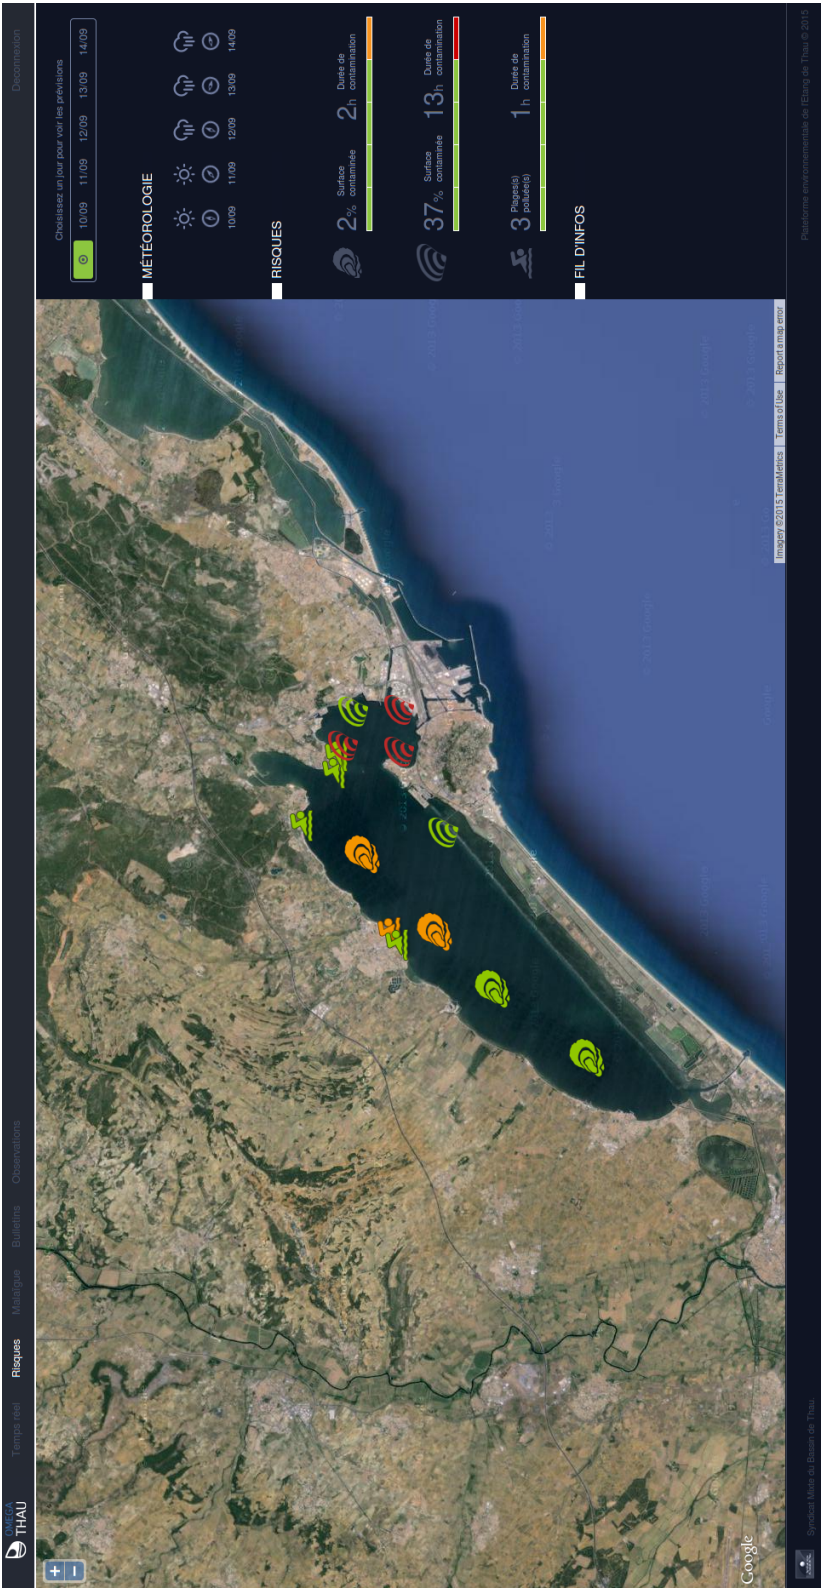 OMEGA
THAU
Temps réel
Risques
Malaigue
Bulletins
Observations
Deconnexion
+
−
Choisissez un jour pour voir les prévisions
10/09 11/09 12/09 13/09 14/09
MÉTÉOROLOGIE
10/09 11/09 12/09 13/09 14/09
RISQUES
2% Surface contaminée 2h Durée de contamination
37% Surface contaminée 13h Durée de contamination
3 Plages(s) polluée(s) 1h Durée de contamination
FIL D'INFOS
Google
Imagery ©2015 TerraMetrics
Terms of Use
Report a map error
Syndicat Mixte du Bassin de Thau
Plateforme environnementale de l'Etang de Thau © 2015